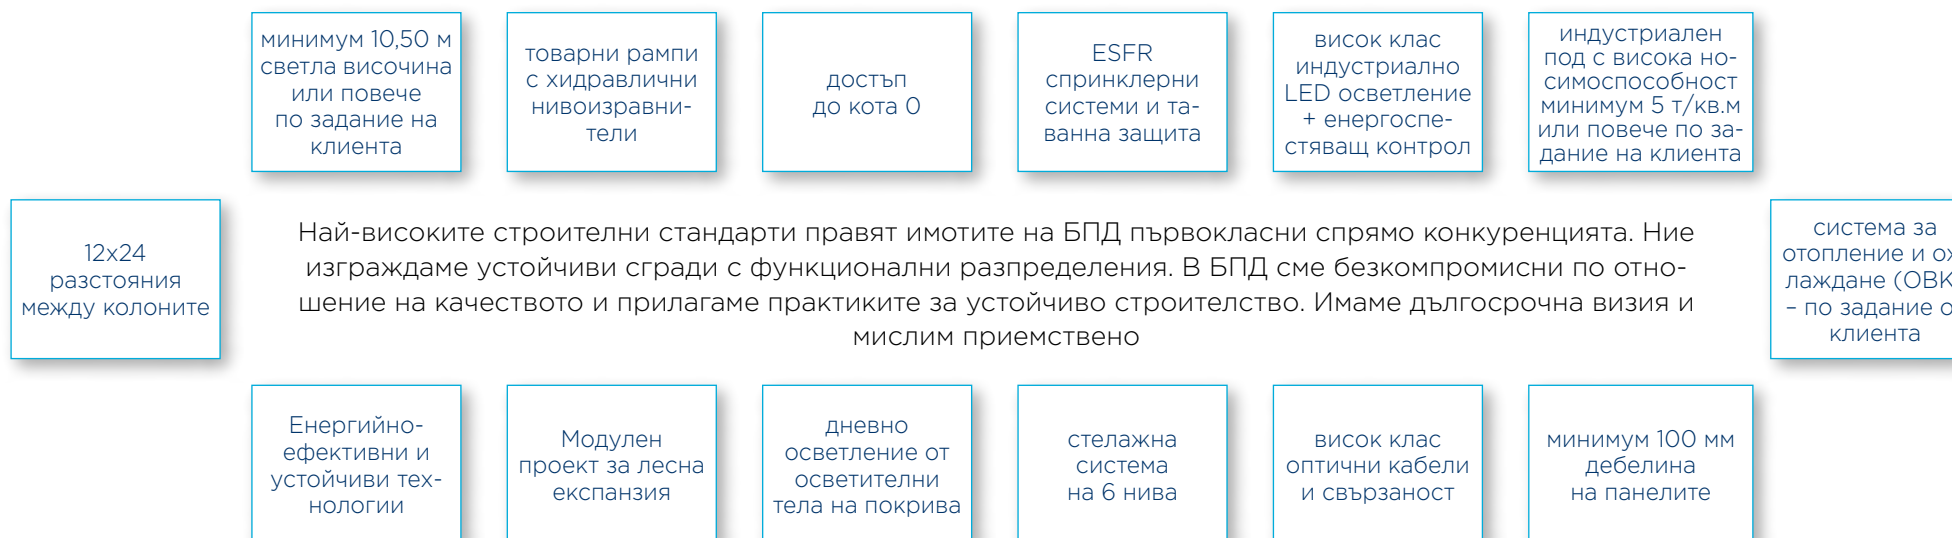 минимум 10,50 м
светла височина
или повече
по задание на
клиента
товарни рампи
с хидравлични
нивоизравни-
тели
достъп
до кота 0
ESFR
спринклерни
системи и та-
ванна защита
висок клас
индустриално
LED осветление
+ енергоспе-
стяващ контрол
индустриален
под с висока но-
симоспособност
минимум 5 т/кв.м
или повече по за-
дание на клиента
12x24
разстояния
между колоните
Най-високите строителни стандарти правят имотите на БПД първокласни спрямо конкуренцията. Ние
изграждаме устойчиви сгради с функционални разпределения. В БПД сме безкомпромисни по отно-
шение на качеството и прилагаме практиките за устойчиво строителство. Имаме дългосрочна визия и
мислим приемствено
система за
отопление и ох
лаждане (ОВК
– по задание о
клиента
Енергийно-
ефективни и
устойчиви тех-
нологии
Модулен
проект за лесна
експанзия
дневно
осветление от
осветителни
тела на покрива
стелажна
система
на 6 нива
висок клас
оптични кабели
и свързаност
минимум 100 мм
дебелина
на панелите